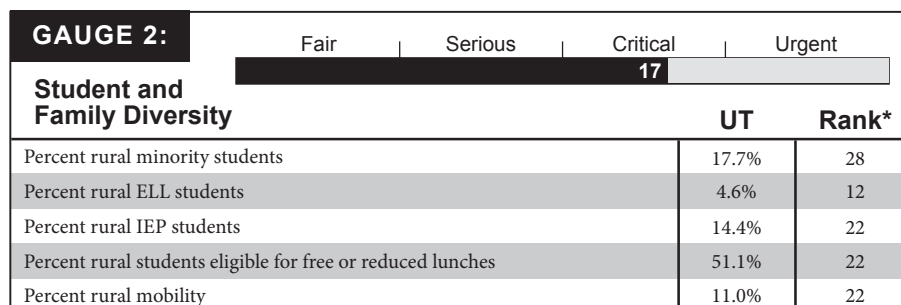 GAUGE 2:
Fair | Serious | Critical | Urgent
17
Student and
Family Diversity
UT Rank*
Percent rural minority students 17.7% 28
Percent rural ELL students 4.6% 12
Percent rural IEP students 14.4% 22
Percent rural students eligible for free or reduced lunches 51.1% 22
Percent rural mobility 11.0% 22